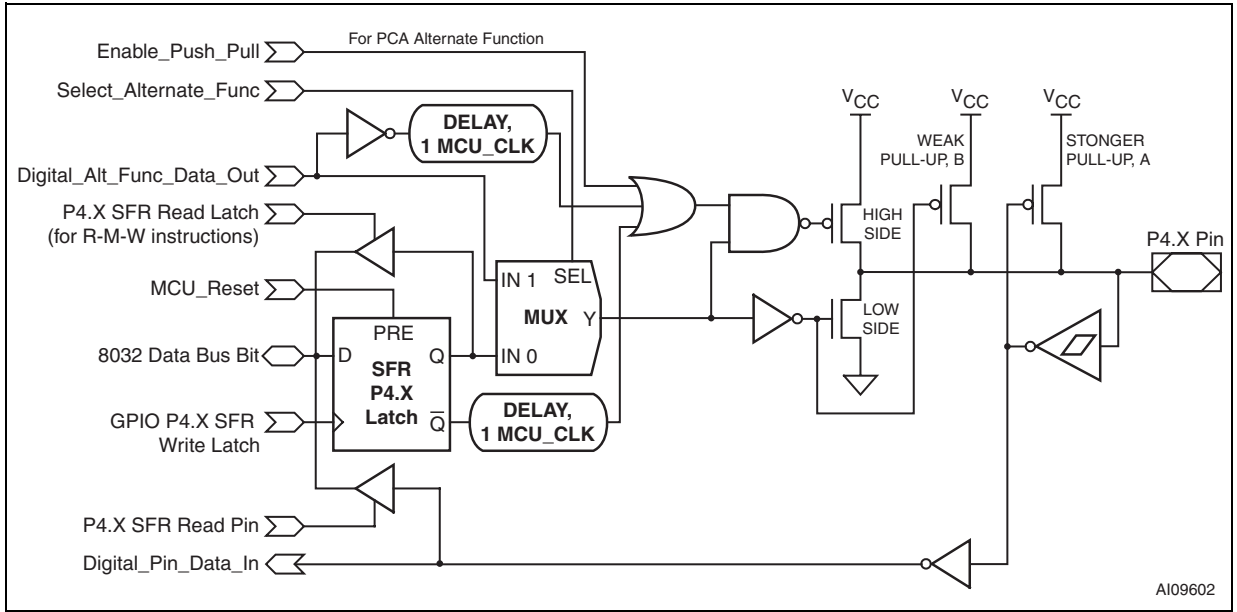 Enable_Push_Pull
For PCA Alternate Function
Select_Alternate_Func
DELAY,
1 MCU_CLK
Digital_Alt_Func_Data_Out
P4.X SFR Read Latch
(for R-M-W instructions)
MCU_Reset
8032 Data Bus Bit
GPIO P4.X SFR
Write Latch
P4.X SFR Read Pin
Digital_Pin_Data_In
PRE
D
Q
SFR
P4.X
Latch
Q
DELAY,
1 MCU_CLK
IN 1
SEL
MUX
Y
IN 0
VCC
HIGH
SIDE
LOW
SIDE
VCC
WEAK
PULL-UP, B
VCC
STONGER
PULL-UP, A
P4.X Pin
AI09602